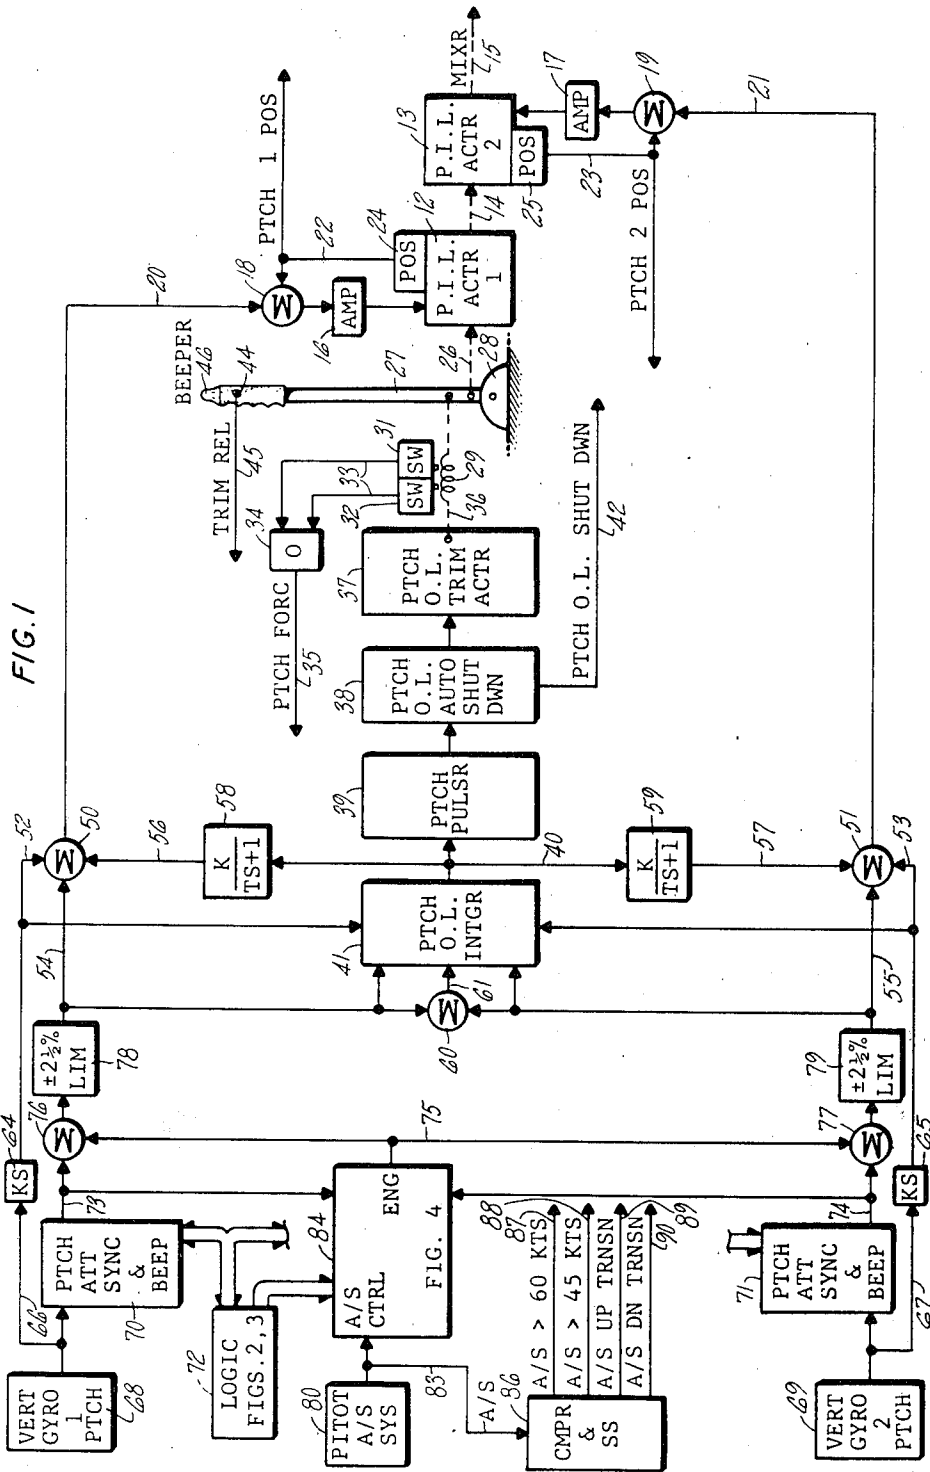 FIG. 1
VERT
GYRO
1
PTCH
68
66
64
KS
PTCH
ATT
SYNC
&
BEEP
70
73
76
M
±2½%
LIM
78
54
52
M
50
20
56
K
TS+1
58
LOGIC
FIGS. 2, 3
72
PITOT
A/S
SYS
80
A/S
CTRL
ENG
FIG. 4
84
75
83
A/S
CMPR
&
SS
86
A/S > 60 KTS
87
A/S > 45 KTS
88
A/S UP TRNSN
89
A/S DN TRNSN
90
M
60
61
PTCH
O.L.
INTGR
41
40
PTCH
PULSR
39
PTCH
O.L.
AUTO
SHUT
DWN
38
PTCH O.L. SHUT DWN
42
PTCH
O.L.
TRIM
ACTR
37
36
29
SW
SW
32
31
33
O
34
PTCH FORC
35
TRIM REL
45
BEEPER
46
44
27
26
28
M
18
AMP
16
PTCH 1 POS
22
POS
24
P.I.L.
ACTR
1
12
14
P.I.L.
ACTR
2
13
POS
25
MIXR
15
23
AMP
17
M
19
21
PTCH 2 POS
VERT
GYRO
2
PTCH
69
67
KS
65
PTCH
ATT
SYNC
&
BEEP
71
74
M
77
±2½%
LIM
79
55
53
M
51
57
K
TS+1
59